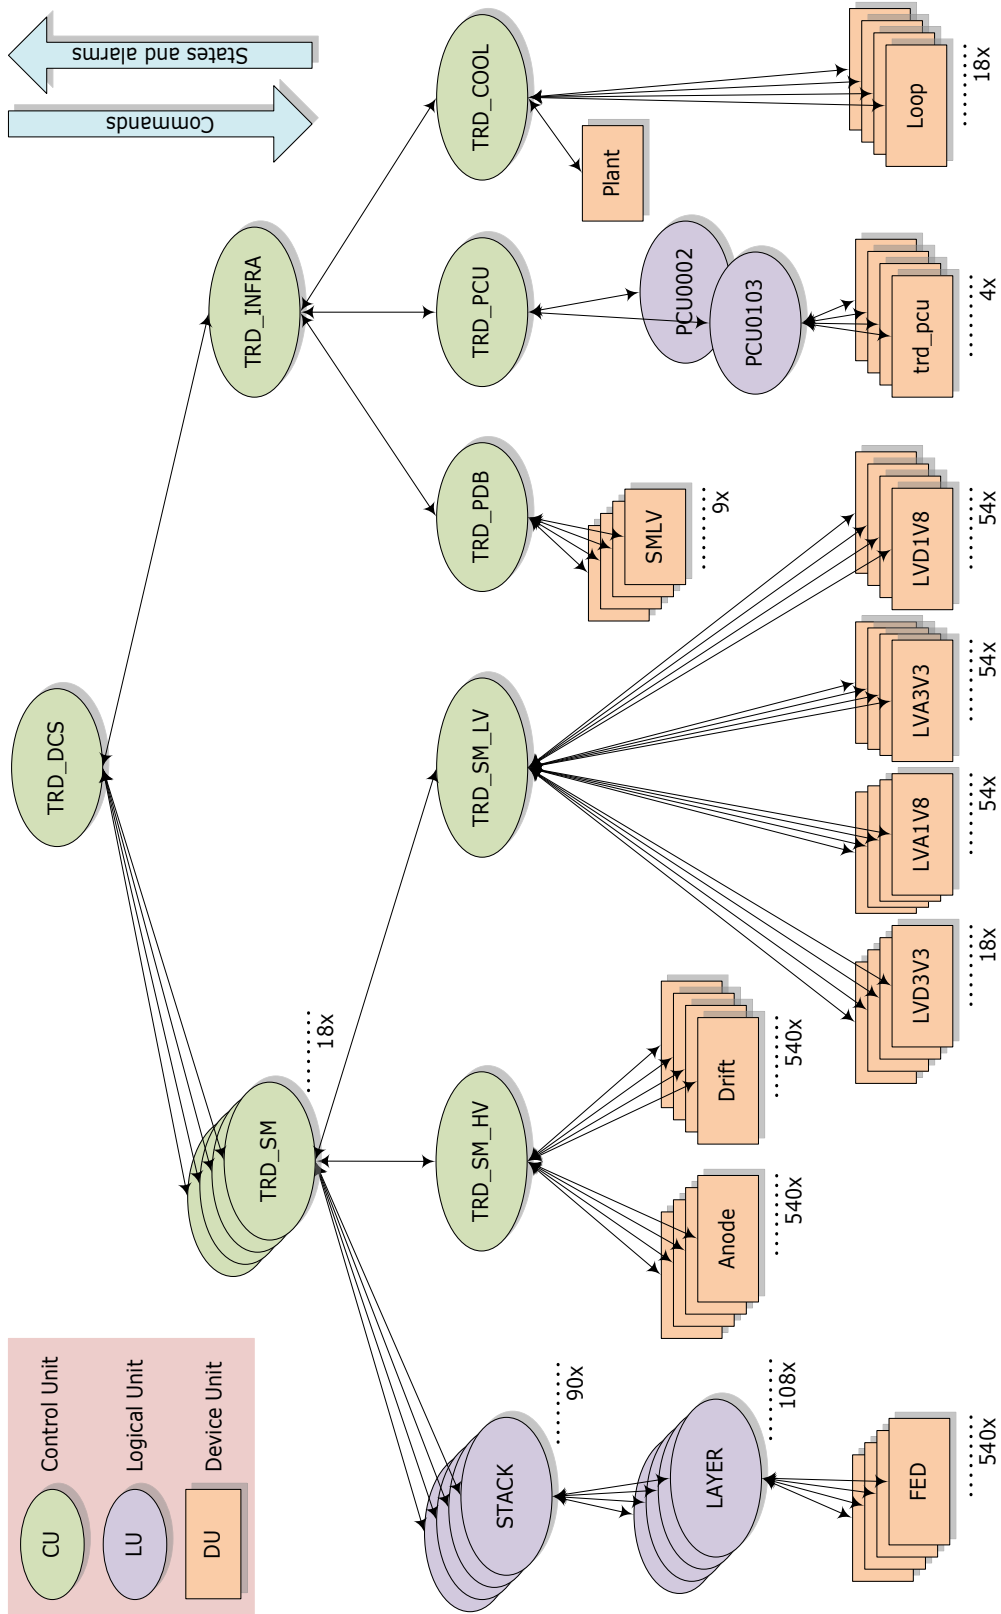 CU Control Unit
LU Logical Unit
DU Device Unit
Commands
States and alarms
TRD_DCS
TRD_SM
18x
TRD_INFRA
STACK
90x
TRD_SM_HV
TRD_SM_LV
TRD_PDB
TRD_PCU
TRD_COOL
LAYER
108x
Anode
540x
Drift
540x
SMLV
9x
PCU0002
PCU0103
Plant
FED
540x
LVD3V3
18x
LVA1V8
54x
LVA3V3
54x
LVD1V8
54x
trd_pcu
4x
Loop
18x